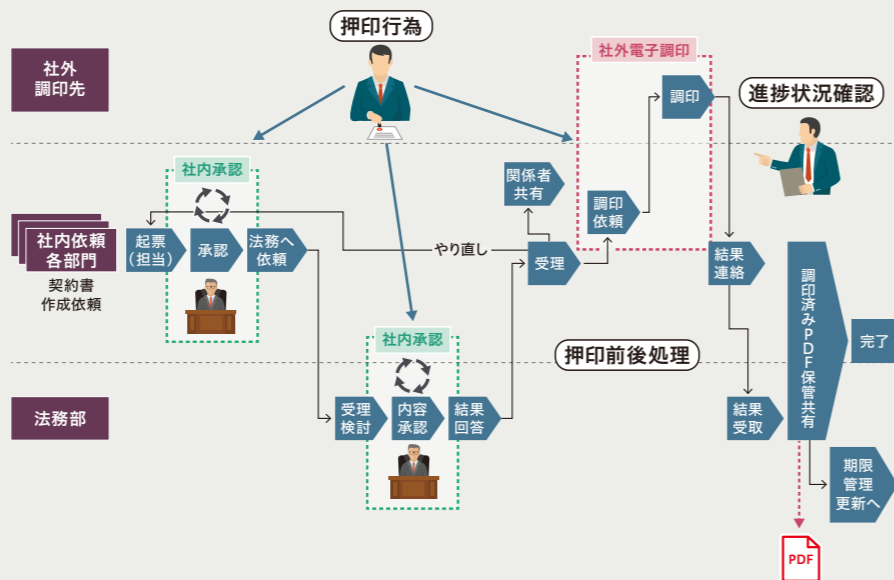 押印行為
社外電子調印
社外
調印先
調印
進捗状況確認
社内承認
関係者
共有
調印
依頼
社内依頼
各部門
起票
(担当)
承認
法務へ
依頼
やり直し
受理
結果
連絡
契約書
作成依頼
調印済みPDF保管共有
完了
社内承認
押印前後処理
法務部
受理
検討
内容
承認
結果
回答
結果
受取
期限
管理
更新へ
PDF